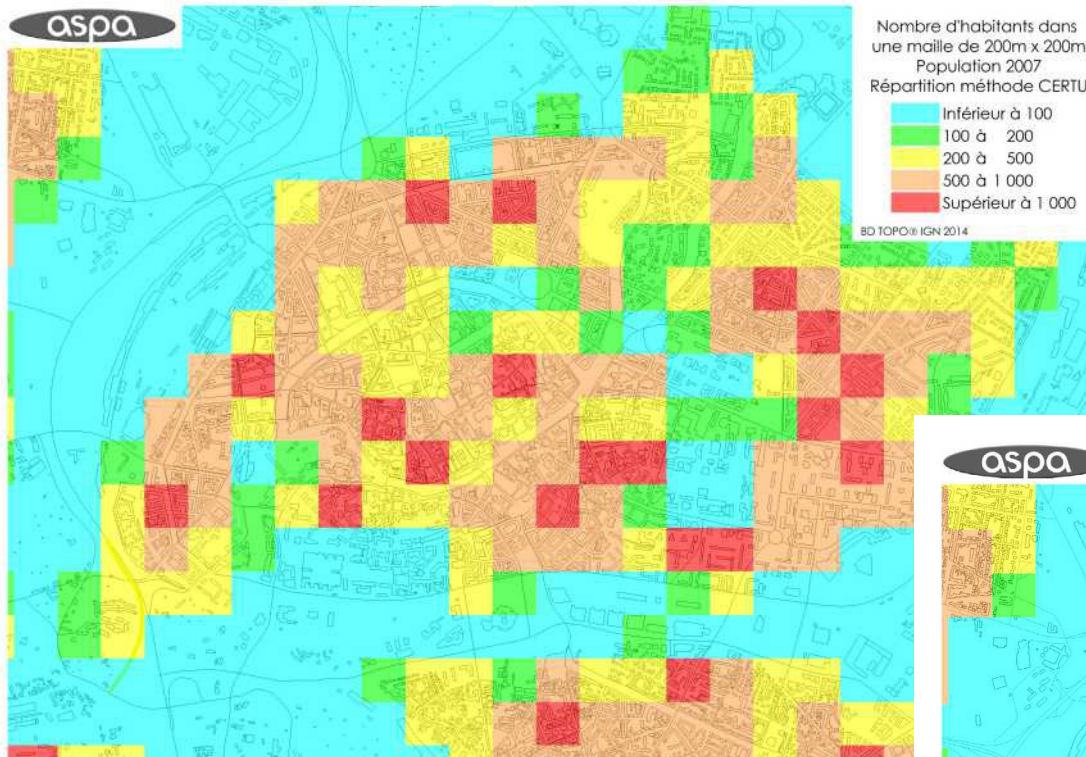 aspa
Nombre d'habitants dans
une maille de 200m x 200m
Population 2007
Répartition méthode CERTU
Inférieur à 100
100 à 200
200 à 500
500 à 1 000
Supérieur à 1 000
BD TOPO® IGN 2014
aspa